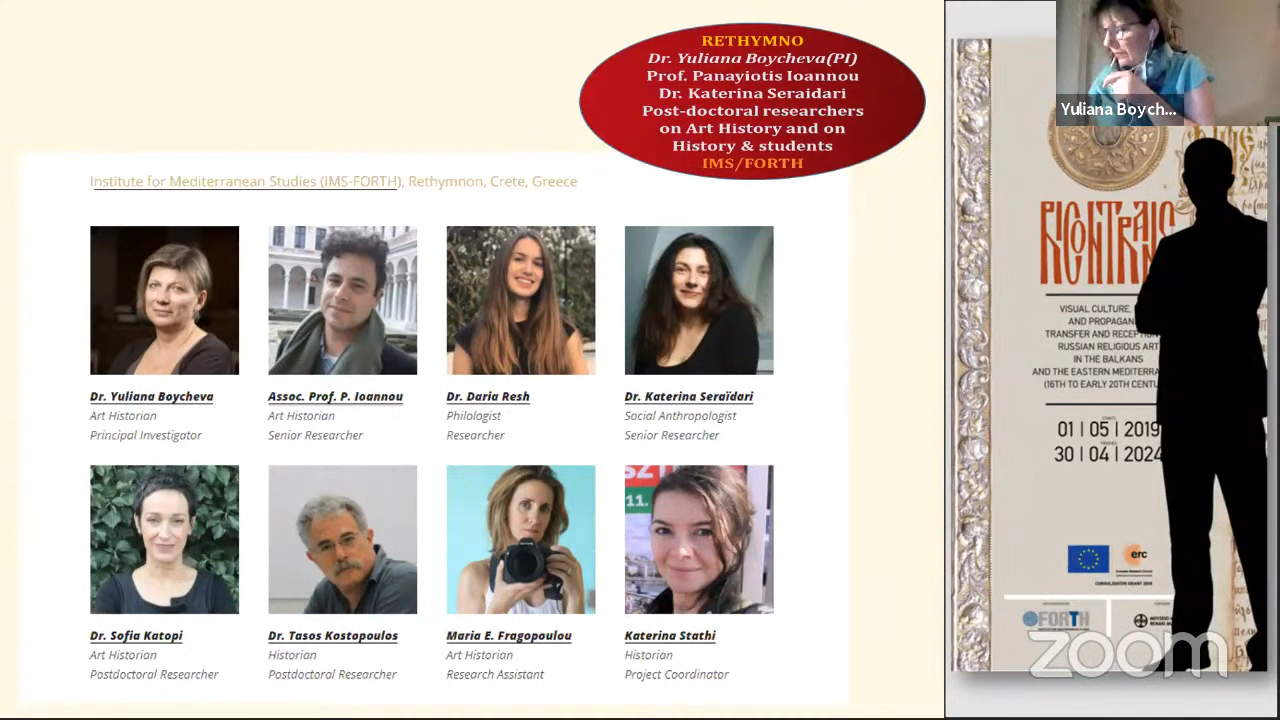 RETHYMNO
Dr. Yuliana Boycheva(PI)
Prof. Panayiotis Ioannou
Dr. Katerina Seraidari
Post-doctoral researchers
on Art History and on
History & students
IMS/FORTH
Institute for Mediterranean Studies (IMS-FORTH), Rethymnon, Crete, Greece
Dr. Yuliana Boycheva
Art Historian
Principal Investigator
Assoc. Prof. P. Ioannou
Art Historian
Senior Researcher
Dr. Daria Resh
Philologist
Researcher
Dr. Katerina Seraïdari
Social Anthropologist
Senior Researcher
Dr. Sofia Katopi
Art Historian
Postdoctoral Researcher
Dr. Tasos Kostopoulos
Historian
Postdoctoral Researcher
Maria E. Fragopoulou
Art Historian
Research Assistant
Katerina Stathi
Historian
Project Coordinator
11.
Yuliana Boych...
VISUAL CULTURE,
AND
TRANSFER AND
RUSSIAN RELIGIOUS ART
IN THE BALKANS
AND THE EASTERN
(16TH TO EARLY 20TH
01 | 05 | 2019
30 | 04 | 2024
erc
FORTH
zoom